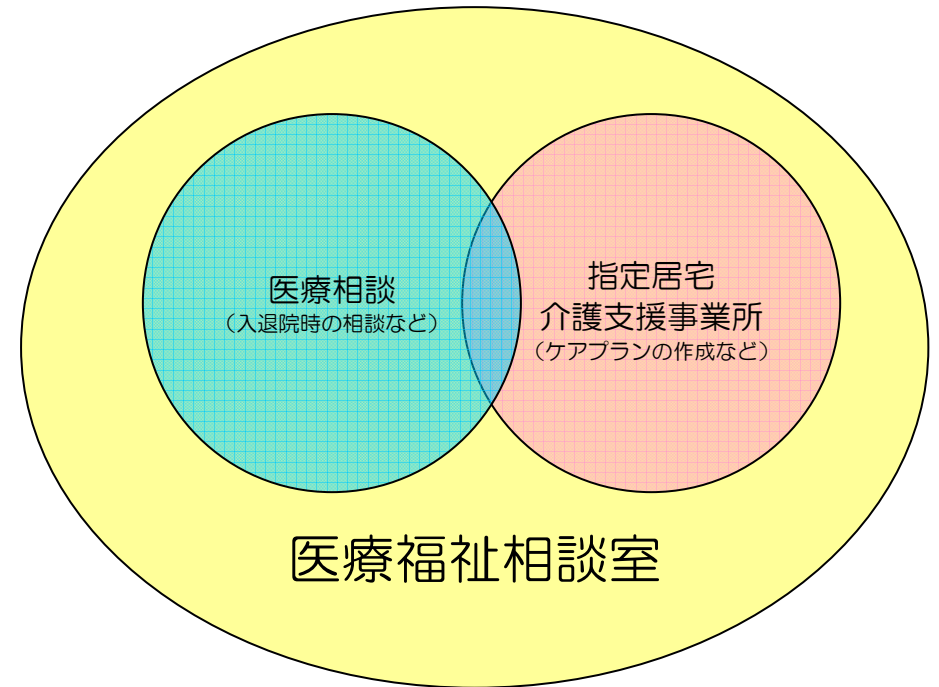 医療相談
（入退院時の相談など）
指定居宅
介護支援事業所
（ケアプランの作成など）
医療福祉相談室